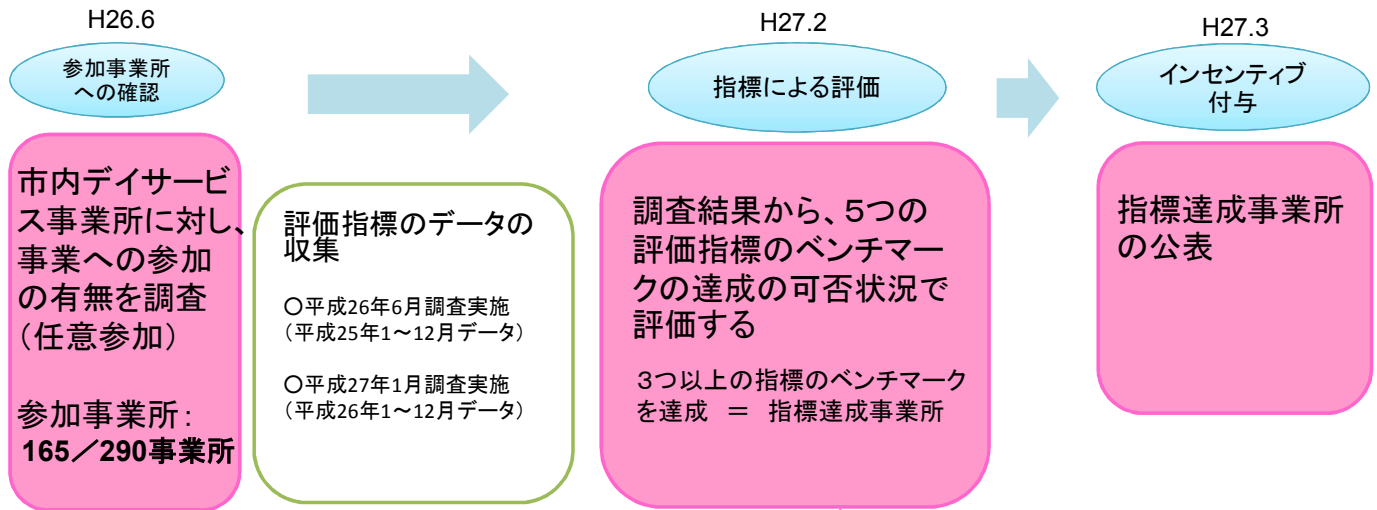 H26.6
参加事業所
への確認
市内デイサービ
ス事業所に対し、
事業への参加
の有無を調査
（任意参加）
参加事業所：
165／290事業所
評価指標のデータの
収集
○平成26年6月調査実施
（平成25年1～12月データ）
○平成27年1月調査実施
（平成26年1～12月データ）
H27.2
指標による評価
調査結果から、５つの
評価指標のベンチマー
クの達成の可否状況で
評価する
３つ以上の指標のベンチマーク
を達成 ＝ 指標達成事業所
H27.3
インセンティブ
付与
指標達成事業所
の公表